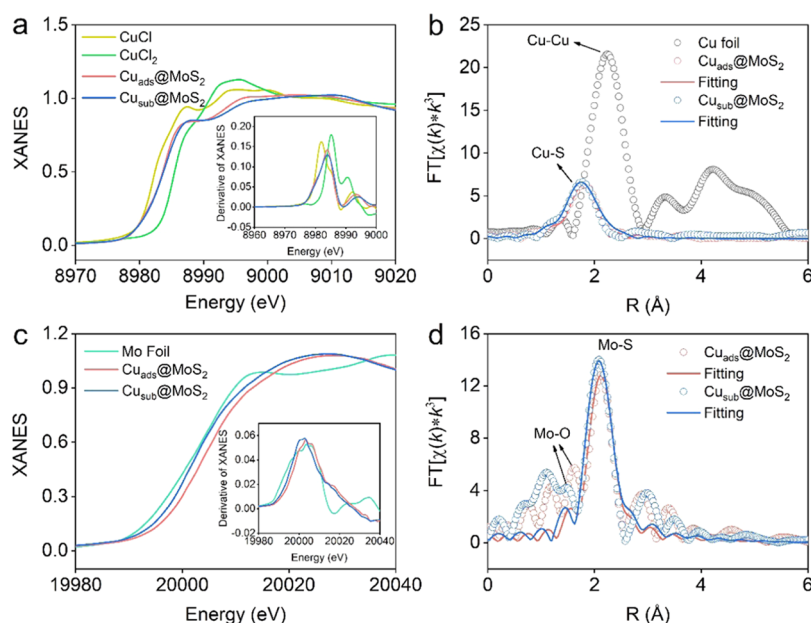 a
CuCl
CuCl2
Cuads@MoS2
Cusub@MoS2
XANES
1.5
1.0
0.5
0.0
8970 8980 8990 9000 9010 9020
Energy (eV)
Derivative of XANES
0.20
0.15
0.10
0.05
0.00
-0.05
8960 8970 8980 8990 9000
Energy (eV)
b
Cu-Cu
Cu-S
Cu foil
Cuads@MoS2
Fitting
Cusub@MoS2
Fitting
FT[χ(k)*k3]
25
20
15
10
5
0
0 2 4 6
R (Å)
c
Mo Foil
Cuads@MoS2
Cusub@MoS2
XANES
1.2
0.9
0.6
0.3
0.0
19980 20000 20020 20040
Energy (eV)
Derivative of XANES
0.06
0.04
0.02
0.00
-0.02
19980 20000 20020 20040
Energy (eV)
d
Mo-S
Mo-O
Cuads@MoS2
Fitting
Cusub@MoS2
Fitting
FT[χ(k)*k3]
16
12
8
4
0
0 2 4 6
R (Å)